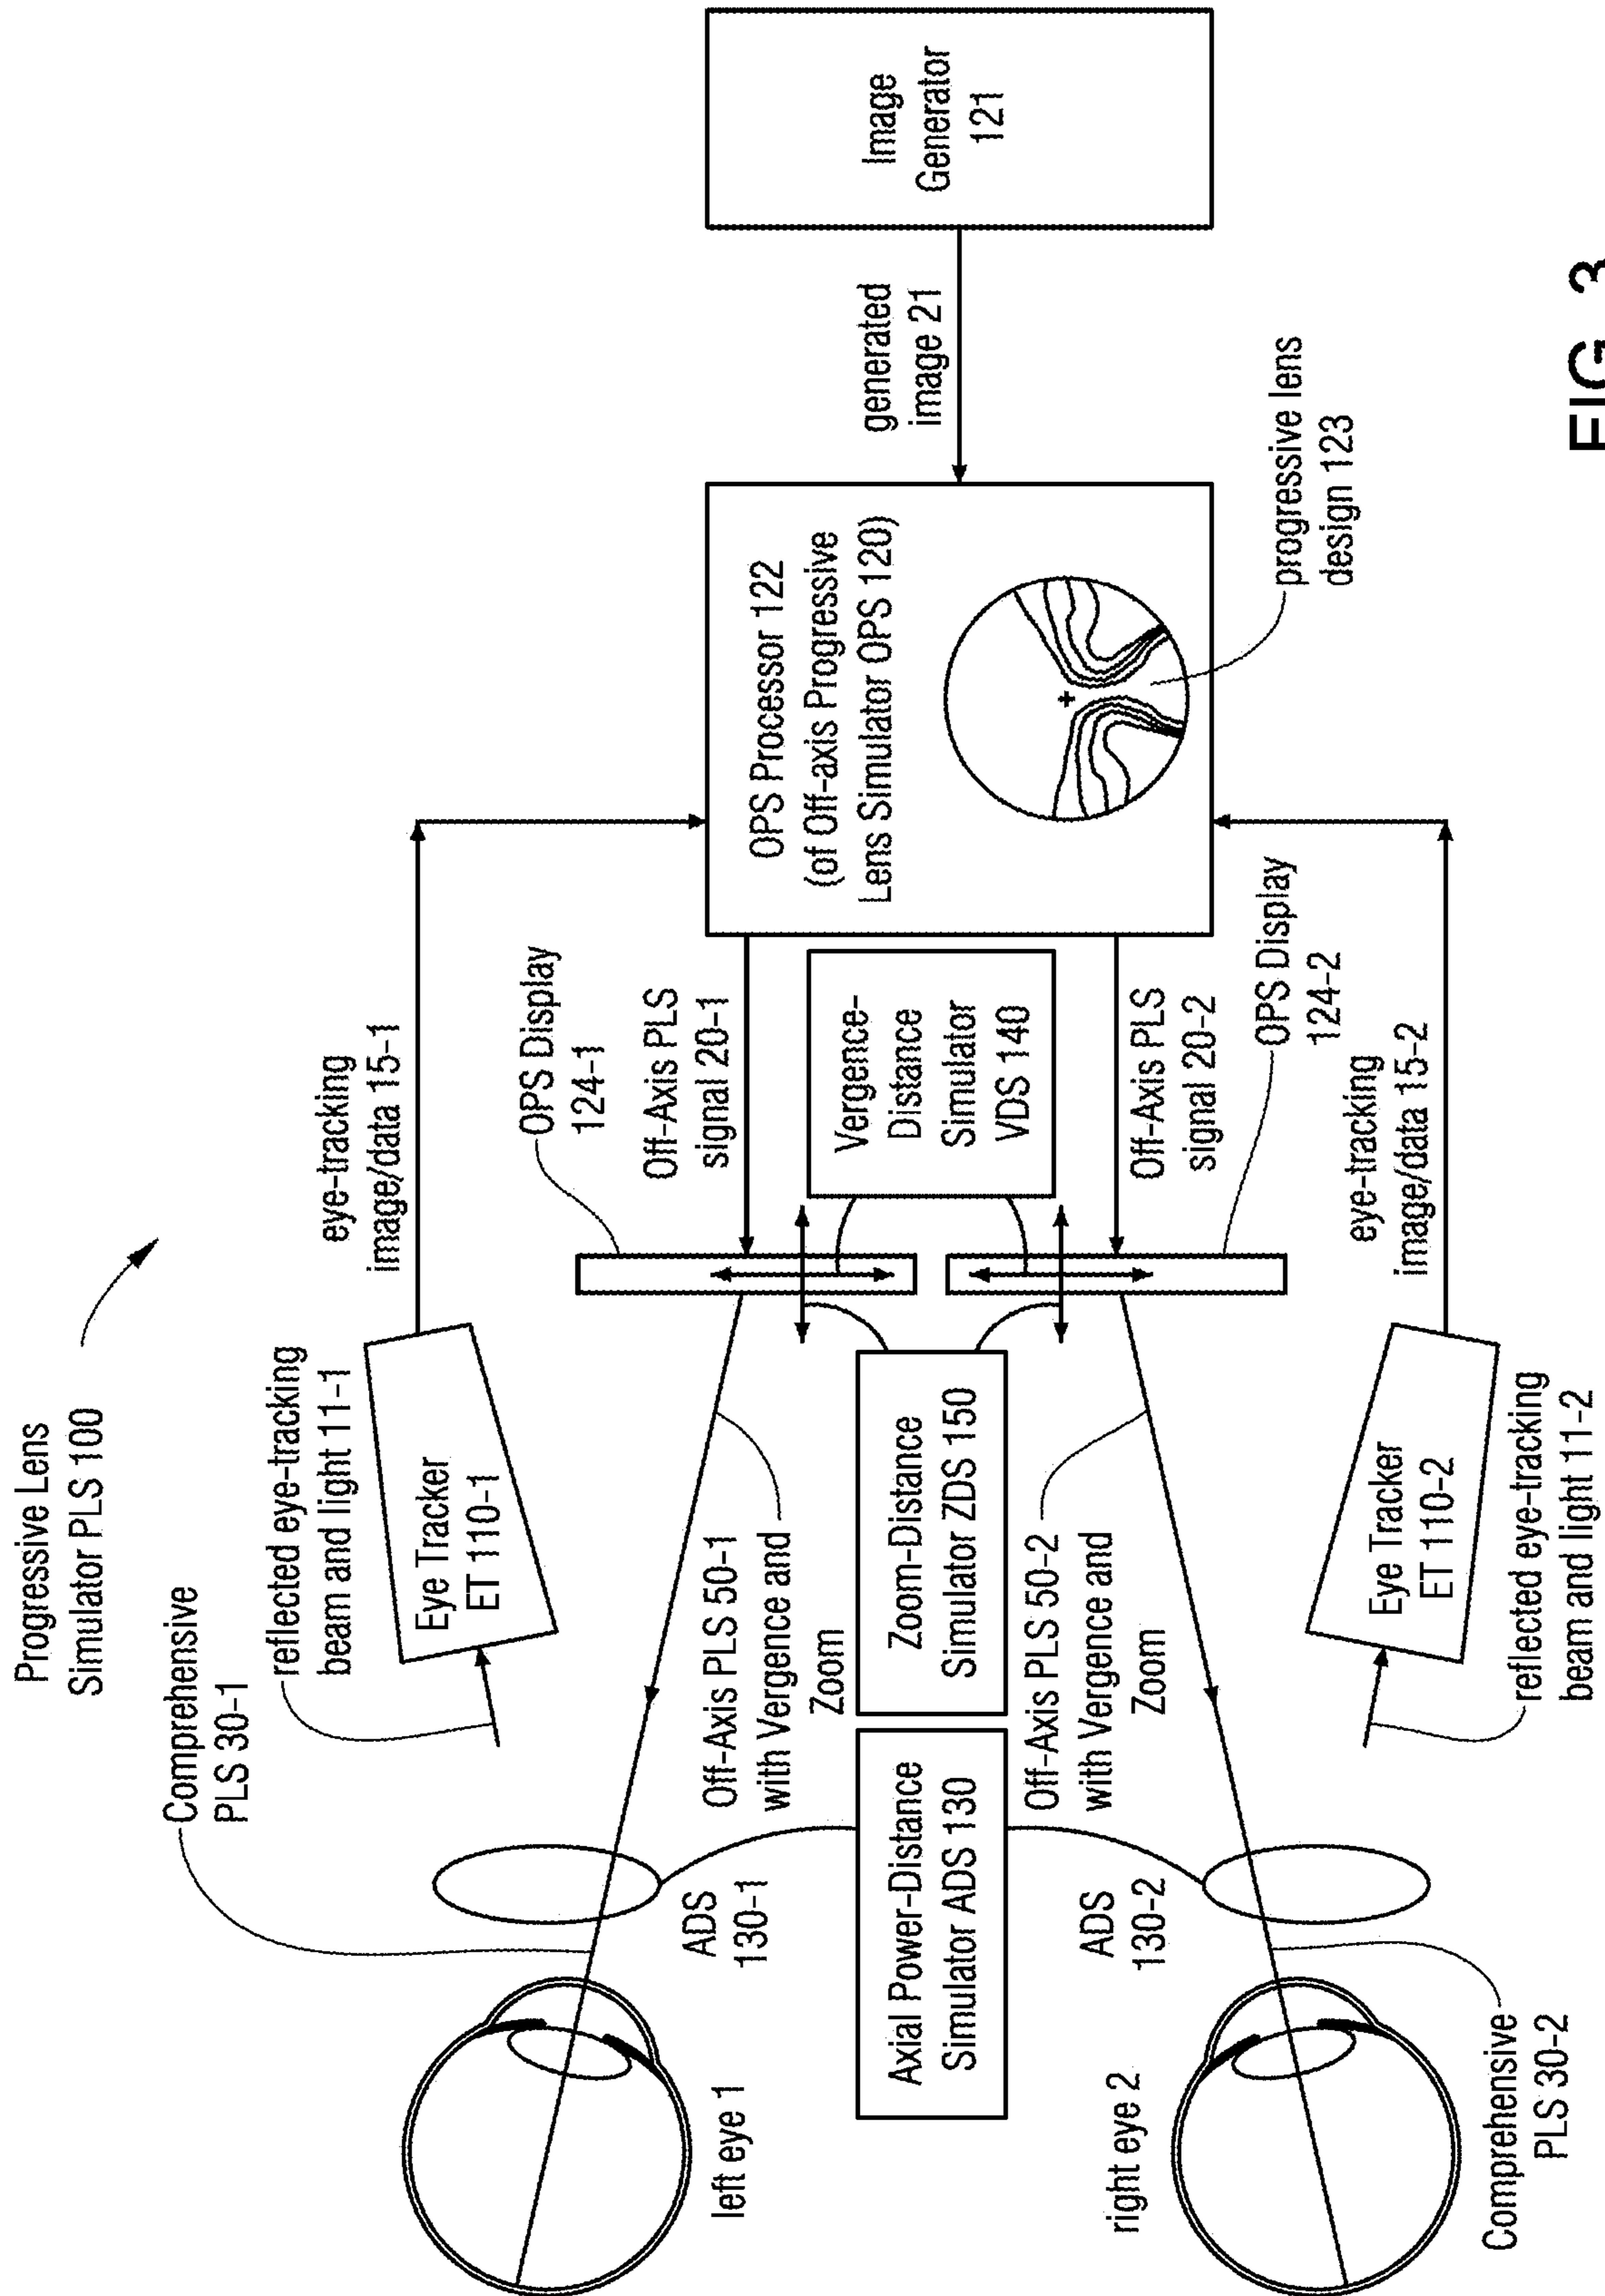 Progressive Lens
Simulator PLS 100
Comprehensive
PLS 30-1
reflected eye-tracking
beam and light 11-1
Eye Tracker
ET 110-1
eye-tracking
image/data 15-1
OPS Display
124-1
Off-Axis PLS
signal 20-1
left eye 1
ADS
130-1
Off-Axis PLS 50-1
with Vergence and
Zoom
Axial Power-Distance
Simulator ADS 130
Zoom-Distance
Simulator ZDS 150
Vergence-
Distance
Simulator
VDS 140
OPS Processor 122
(of Off-axis Progressive
Lens Simulator OPS 120)
generated
image 21
Image
Generator
121
right eye 2
ADS
130-2
Off-Axis PLS 50-2
with Vergence and
Zoom
Off-Axis PLS
signal 20-2
OPS Display
124-2
progressive lens
design 123
Eye Tracker
ET 110-2
eye-tracking
image/data 15-2
Comprehensive
PLS 30-2
reflected eye-tracking
beam and light 11-2
FIG. 3